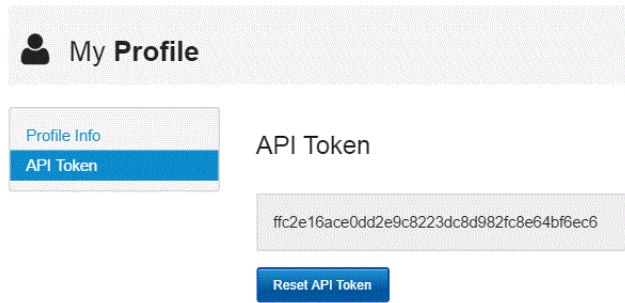 My Profile
Profile Info
API Token
API Token
ffc2e16ace0dd2e9c8223dc8d982fc8e64bf6ec6
Reset API Token